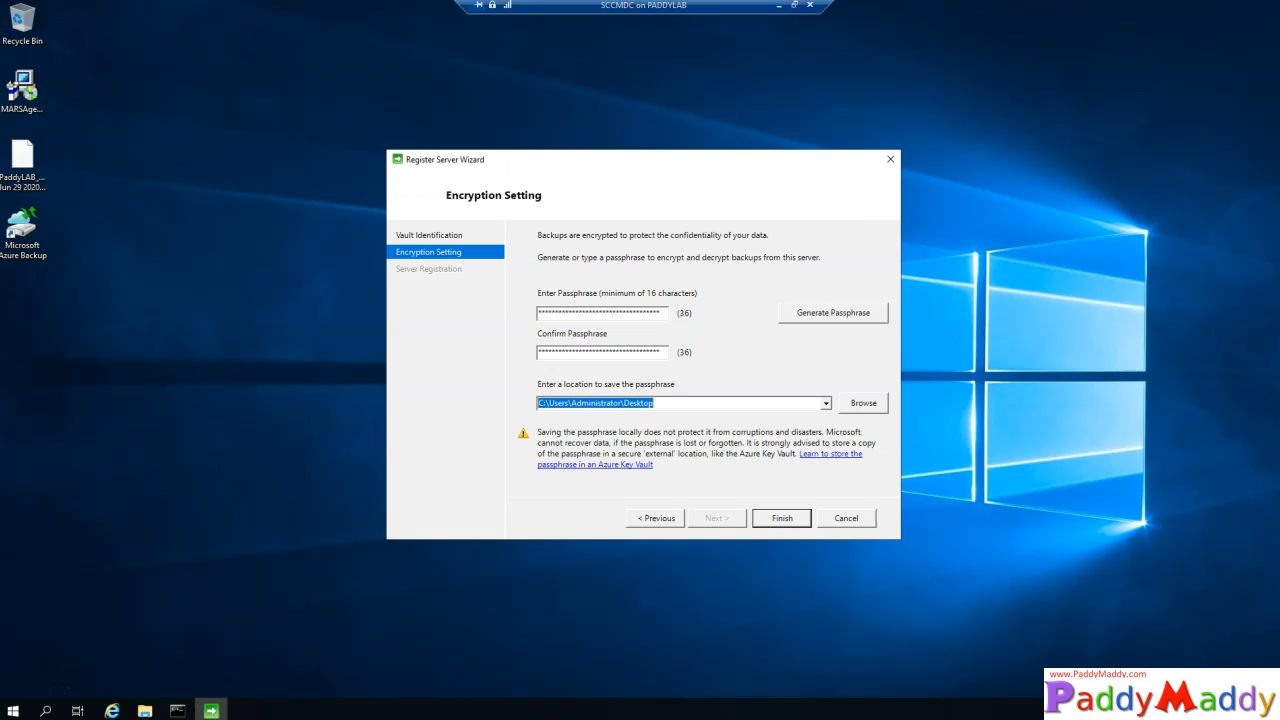 SCCMDC on PADDYLAB
Recycle Bin
MARSAge...
PaddyLAB_...
Jun 29 2020...
Microsoft
Azure Backup
Register Server Wizard
Encryption Setting
Vault Identification
Encryption Setting
Server Registration
Backups are encrypted to protect the confidentiality of your data.
Generate or type a passphrase to encrypt and decrypt backups from this server.
Enter Passphrase (minimum of 16 characters)
************************************ (36)
Generate Passphrase
Confirm Passphrase
************************************ (36)
Enter a location to save the passphrase
C:\Users\Administrator\Desktop
Browse
Saving the passphrase locally does not protect it from corruptions and disasters. Microsoft
cannot recover data, if the passphrase is lost or forgotten. It is strongly advised to store a copy
of the passphrase in a secure 'external' location, like the Azure Key Vault. Learn to store the
passphrase in an Azure Key Vault
< Previous
Next >
Finish
Cancel
www.PaddyMaddy.com
PaddyMaddy